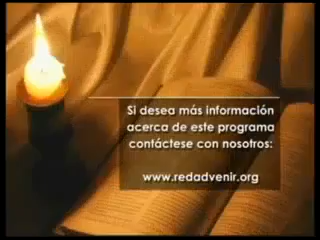 Si desea más información
acerca de este programa
contáctese con nosotros:
www.redadvenir.org